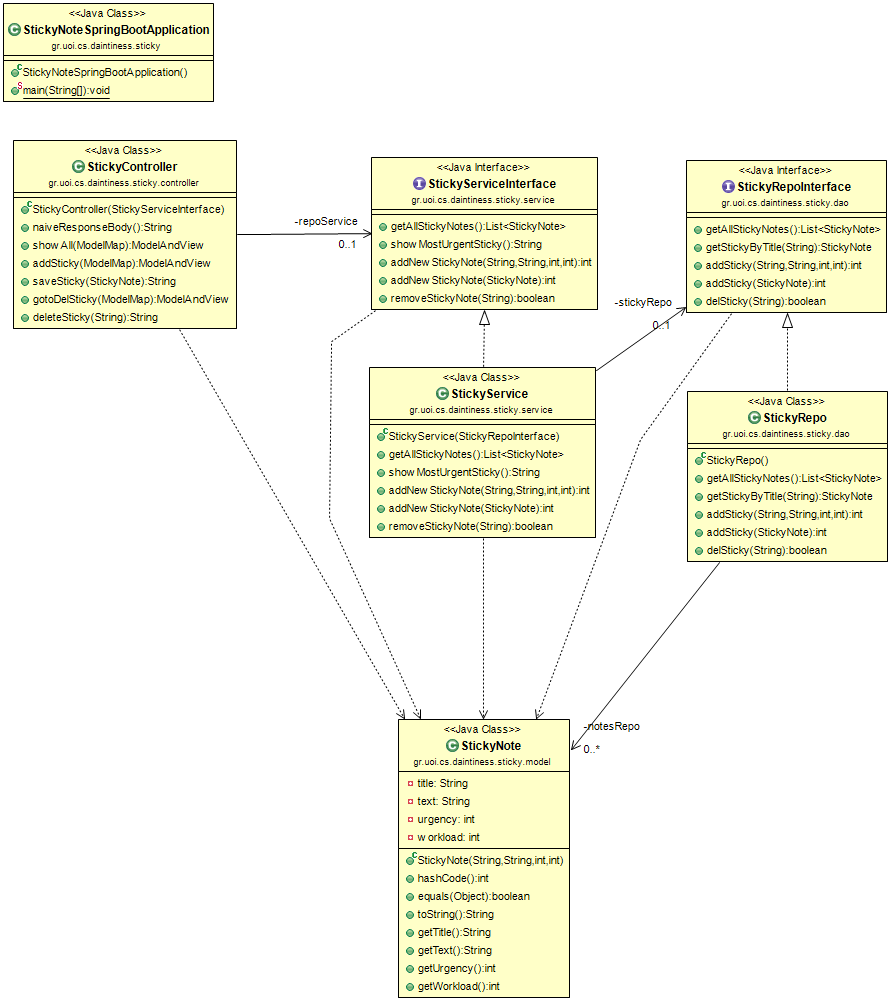 <<Java Class>>
StickyNoteSpringBootApplication
gr.uoi.cs.daintiness.sticky
StickyNoteSpringBootApplication()
main(String[]):void
<<Java Class>>
StickyController
gr.uoi.cs.daintiness.sticky.controller
StickyController(StickyServiceInterface)
naiveResponseBody():String
showAll(ModelMap):ModelAndView
addSticky(ModelMap):ModelAndView
saveSticky(StickyNote):String
gotoDelSticky(ModelMap):ModelAndView
deleteSticky(String):String
-repoService
0..1
<<Java Interface>>
StickyServiceInterface
gr.uoi.cs.daintiness.sticky.service
getAllStickyNotes():List<StickyNote>
showMostUrgentSticky():String
addNewStickyNote(String,String,int,int):int
addNewStickyNote(StickyNote):int
removeStickyNote(String):boolean
<<Java Interface>>
StickyRepoInterface
gr.uoi.cs.daintiness.sticky.dao
getAllStickyNotes():List<StickyNote>
getStickyByTitle(String):StickyNote
addSticky(String,String,int,int):int
addSticky(StickyNote):int
delSticky(String):boolean
-stickyRepo
0..1
<<Java Class>>
StickyService
gr.uoi.cs.daintiness.sticky.service
StickyService(StickyRepoInterface)
getAllStickyNotes():List<StickyNote>
showMostUrgentSticky():String
addNewStickyNote(String,String,int,int):int
addNewStickyNote(StickyNote):int
removeStickyNote(String):boolean
<<Java Class>>
StickyRepo
gr.uoi.cs.daintiness.sticky.dao
StickyRepo()
getAllStickyNotes():List<StickyNote>
getStickyByTitle(String):StickyNote
addSticky(String,String,int,int):int
addSticky(StickyNote):int
delSticky(String):boolean
-notesRepo
0..*
<<Java Class>>
StickyNote
gr.uoi.cs.daintiness.sticky.model
title: String
text: String
urgency: int
workload: int
StickyNote(String,String,int,int)
hashCode():int
equals(Object):boolean
toString():String
getTitle():String
getText():String
getUrgency():int
getWorkload():int